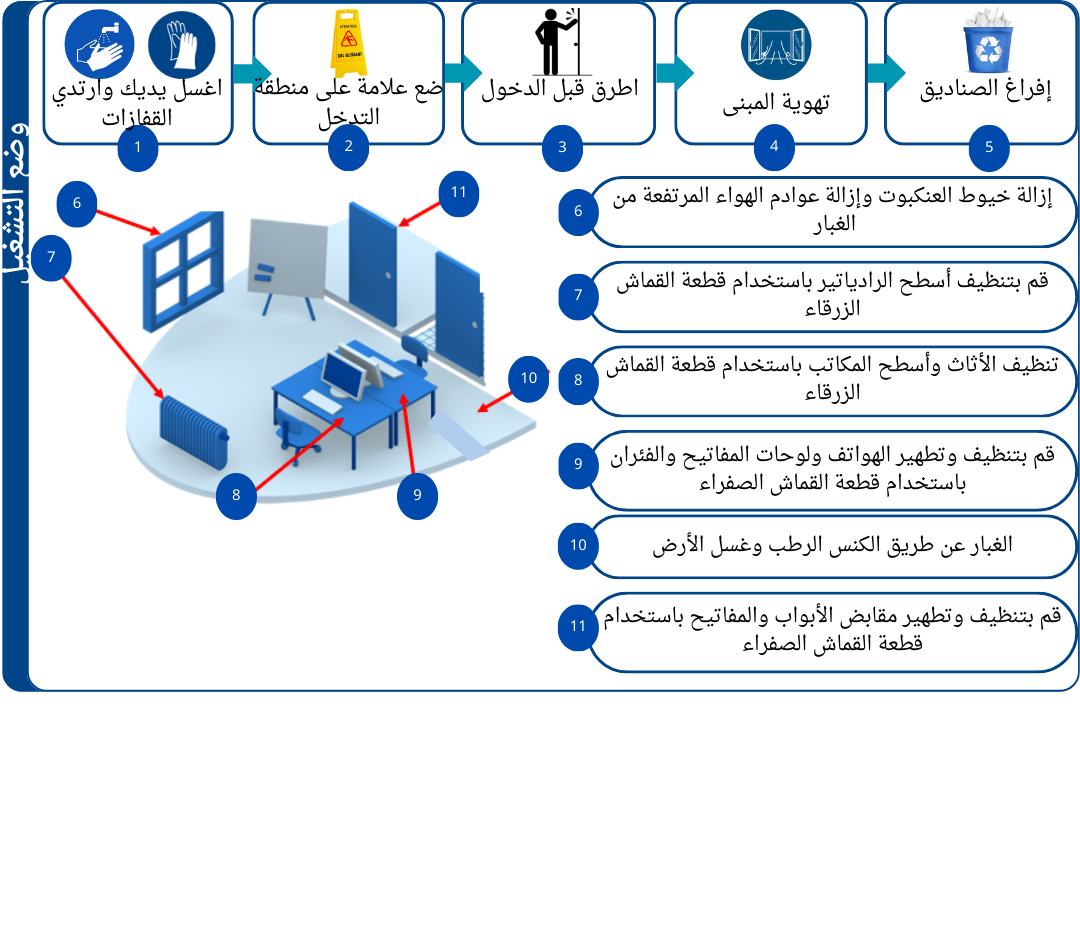 وضع التشغيل
اغسل يديك وارتدي
القفازات
1
ATTENTION
SOL GLISSANT
ضع علامة على منطقة
التدخل
2
اطرق قبل الدخول
3
تهوية المبنى
4
إفراغ الصناديق
5
6
7
8
9
10
11
6
إزالة خيوط العنكبوت وإزالة عوادم الهواء المرتفعة من
الغبار
7
قم بتنظيف أسطح الرادياتير باستخدام قطعة القماش
الزرقاء
8
تنظيف الأثاث وأسطح المكاتب باستخدام قطعة القماش
الزرقاء
9
قم بتنظيف وتطهير الهواتف ولوحات المفاتيح والفئران
باستخدام قطعة القماش الصفراء
10
الغبار عن طريق الكنس الرطب وغسل الأرض
11
قم بتنظيف وتطهير مقابض الأبواب والمفاتيح باستخدام
قطعة القماش الصفراء